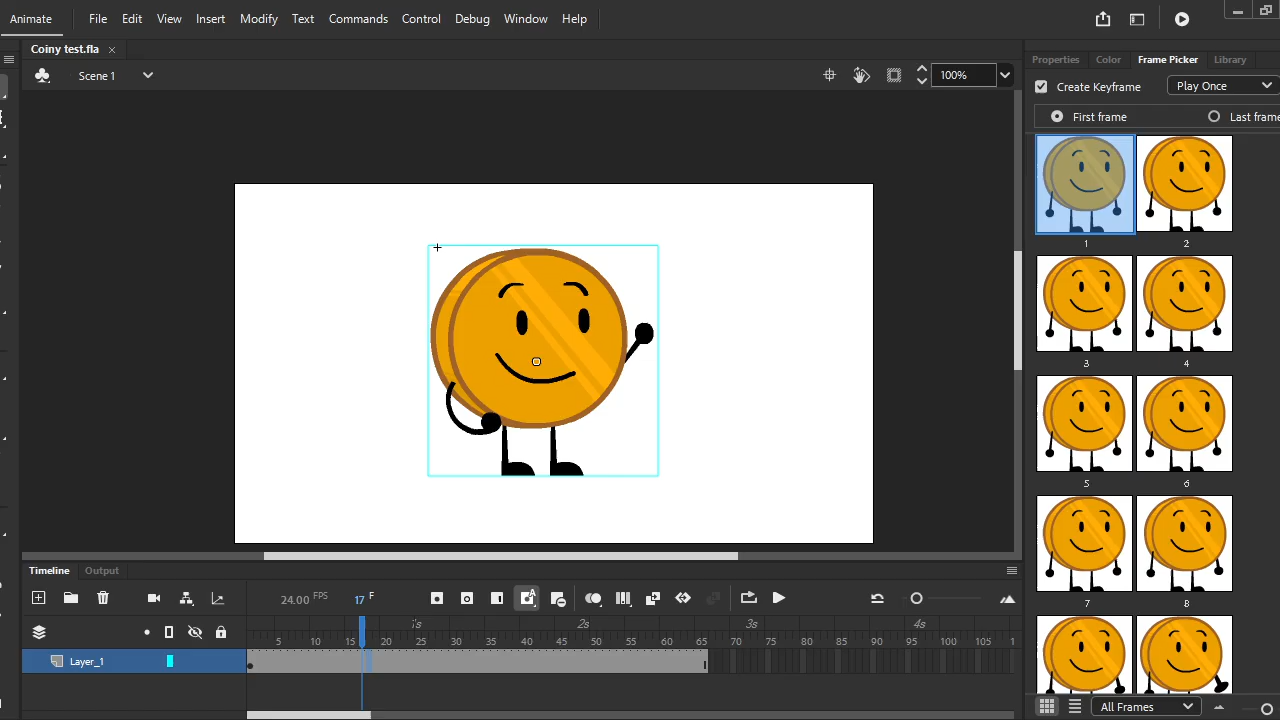 Animate File Edit View Insert Modify Text Commands Control Debug Window Help
Coiny test.fla ×
Scene 1
100%
Properties Color Frame Picker Library
Create Keyframe Play Once
First frame Last frame
1 2
3 4
5 6
7 8
Timeline Output
24.00 FPS 17 F
1s 2s 3s 4s
5 10 15 20 25 30 35 40 45 50 55 60 65 70 75 80 85 90 95 100 105
Layer_1
All Frames